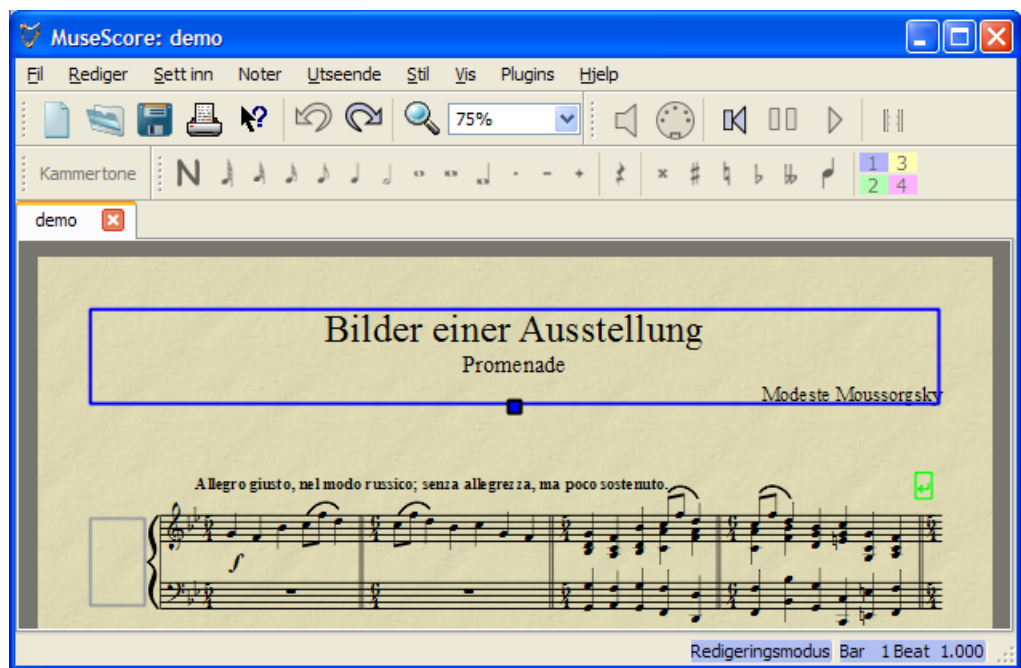 MuseScore: demo
Fil Rediger Sett inn Noter Utseende Stil Vis Plugins Hjelp
75%
Kammertone N 1 3
2 4
demo
Bilder einer Ausstellung
Promenade
Modeste Moussorgsky
Allegro giusto, nel modo russico; senza allegrezza, ma poco sostenuto.
f
Redigeringsmodus Bar 1 Beat 1.000